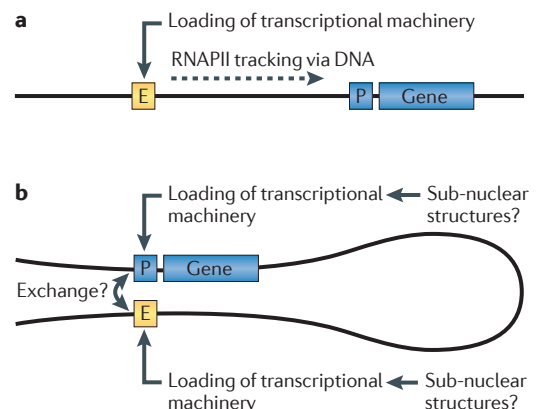 a
Loading of transcriptional machinery
RNAPII tracking via DNA
E
P
Gene
b
Loading of transcriptional
machinery
Sub-nuclear
structures?
P
Gene
Exchange?
E
Loading of transcriptional
machinery
Sub-nuclear
structures?